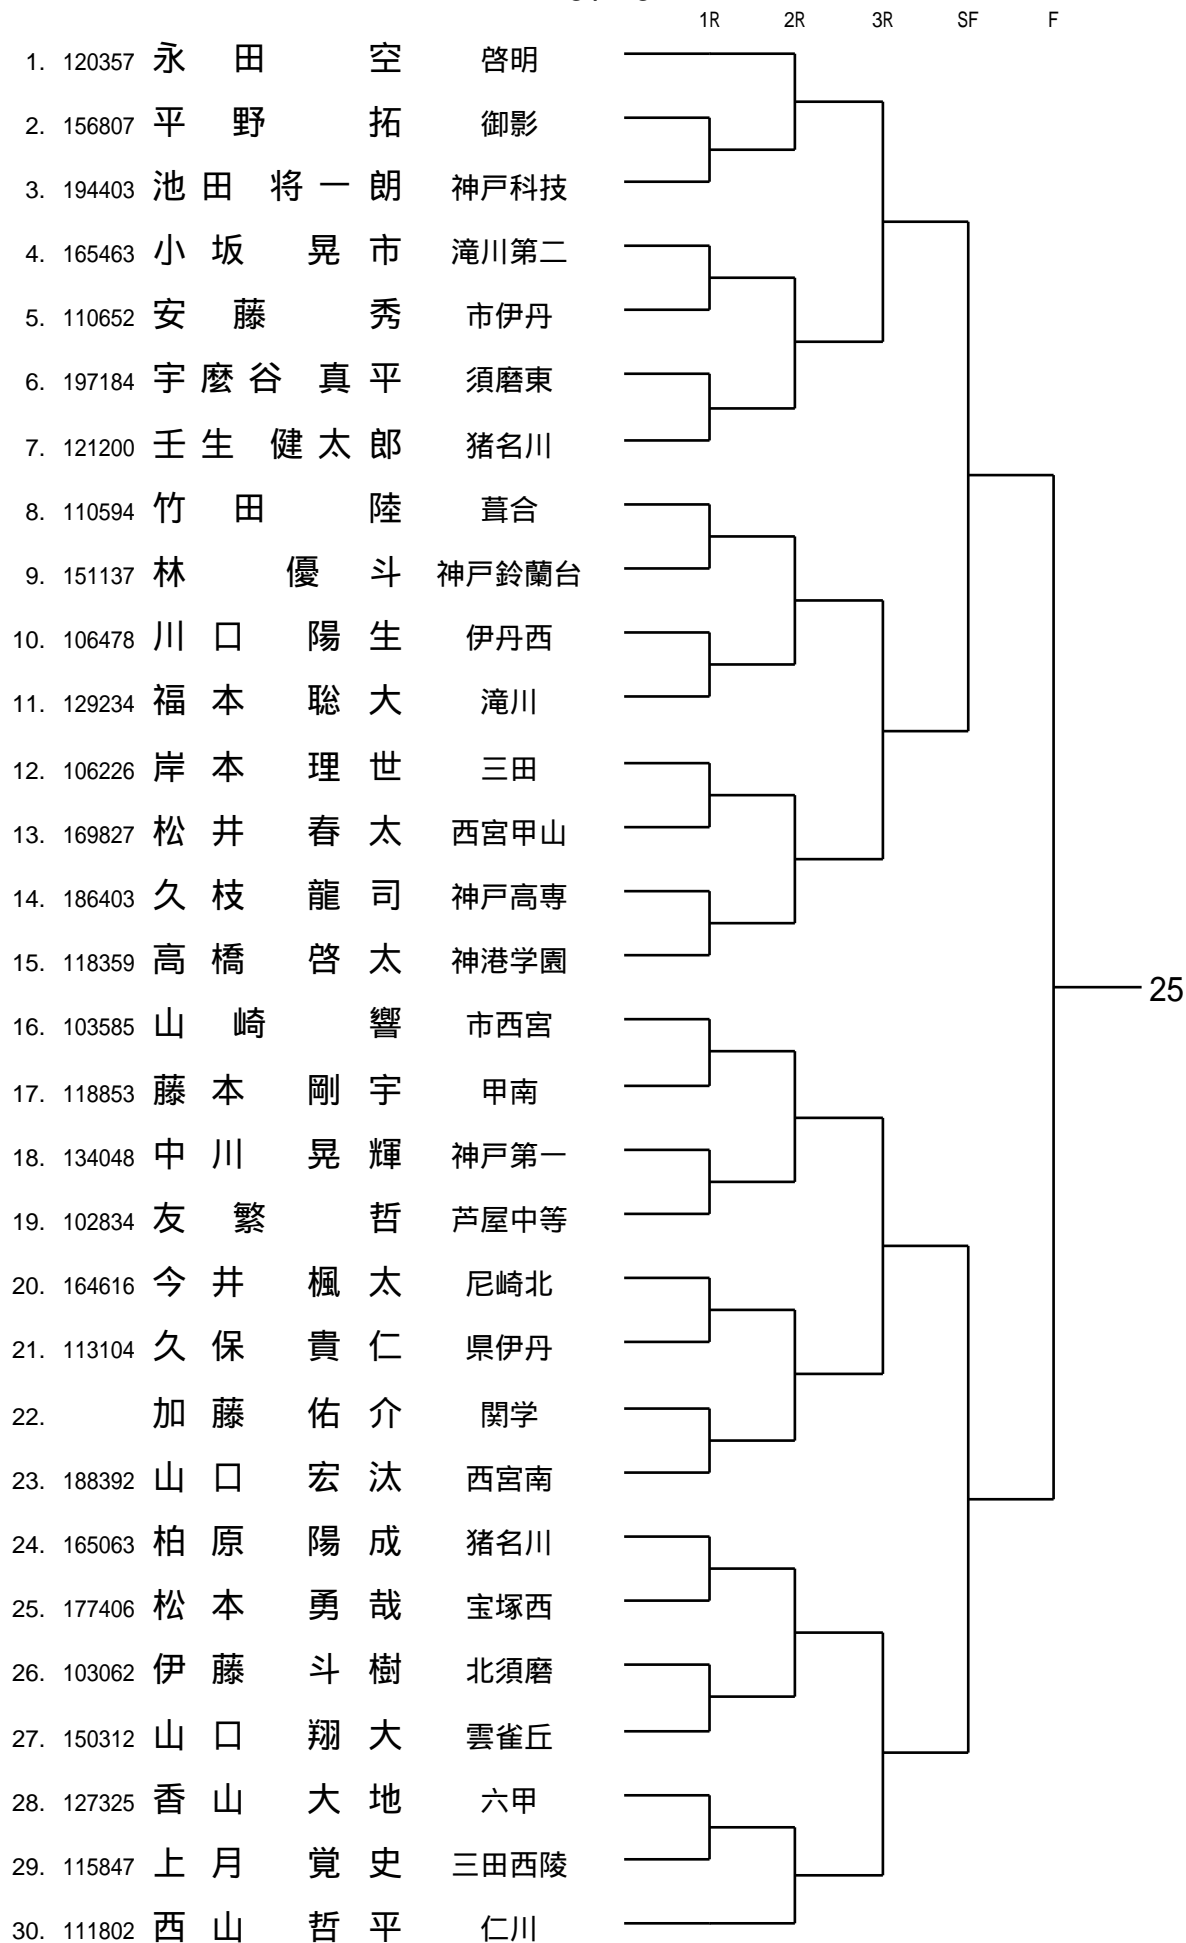 1R 2R 3R SF F
1. 120357 永田 空 啓明
2. 156807 平野 拓 御影
3. 194403 池田 将一朗 神戸科技
4. 165463 小坂 晃市 滝川第二
5. 110652 安藤 秀 市伊丹
6. 197184 宇麼谷 真平 須磨東
7. 121200 壬生 健太郎 猪名川
8. 110594 竹田 陸 葺合
9. 151137 林 優斗 神戸鈴蘭台
10. 106478 川口 陽生 伊丹西
11. 129234 福本 聡大 滝川
12. 106226 岸本 理世 三田
13. 169827 松井 春太 西宮甲山
14. 186403 久枝 龍司 神戸高専
15. 118359 高橋 啓太 神港学園
25
16. 103585 山崎 響 市西宮
17. 118853 藤本 剛宇 甲南
18. 134048 中川 晃輝 神戸第一
19. 102834 友繁 哲 芦屋中等
20. 164616 今井 楓太 尼崎北
21. 113104 久保 貴仁 県伊丹
22. 加藤 佑介 関学
23. 188392 山口 宏汰 西宮南
24. 165063 柏原 陽成 猪名川
25. 177406 松本 勇哉 宝塚西
26. 103062 伊藤 斗樹 北須磨
27. 150312 山口 翔大 雲雀丘
28. 127325 香山 大地 六甲
29. 115847 上月 覚史 三田西陵
30. 111802 西山 哲平 仁川